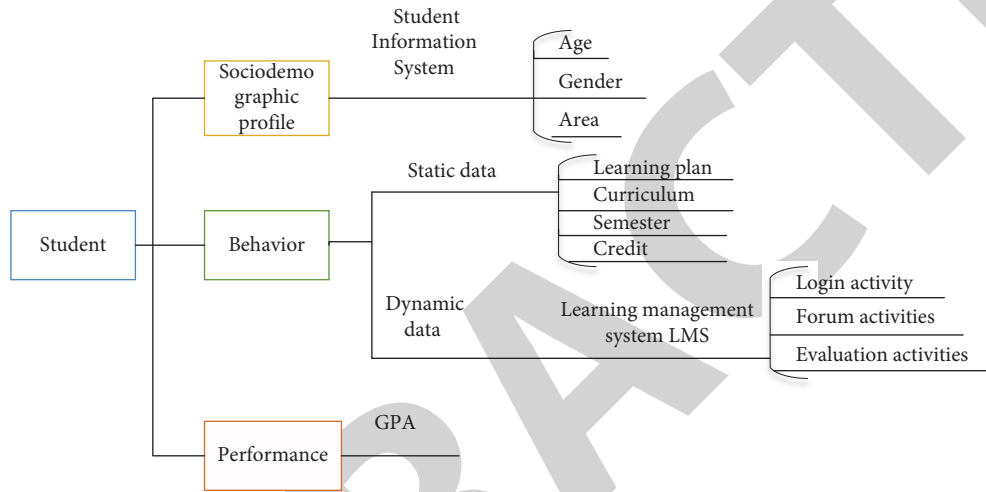 Student
Information
System
Age
Gender
Area
Sociodemo
graphic
profile
Static data
Learning plan
Curriculum
Semester
Credit
Student
Behavior
Dynamic
data
Learning management
system LMS
Login activity
Forum activities
Evaluation activities
GPA
Performance